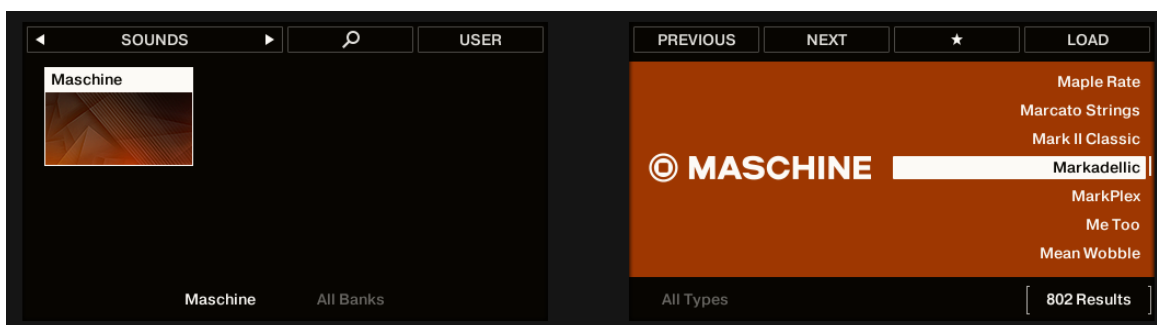 SOUNDS
USER
Maschine
Maschine
All Banks
PREVIOUS
NEXT
LOAD
MASCHINE
Maple Rate
Marcato Strings
Mark II Classic
Markadellic
MarkPlex
Me Too
Mean Wobble
All Types
802 Results